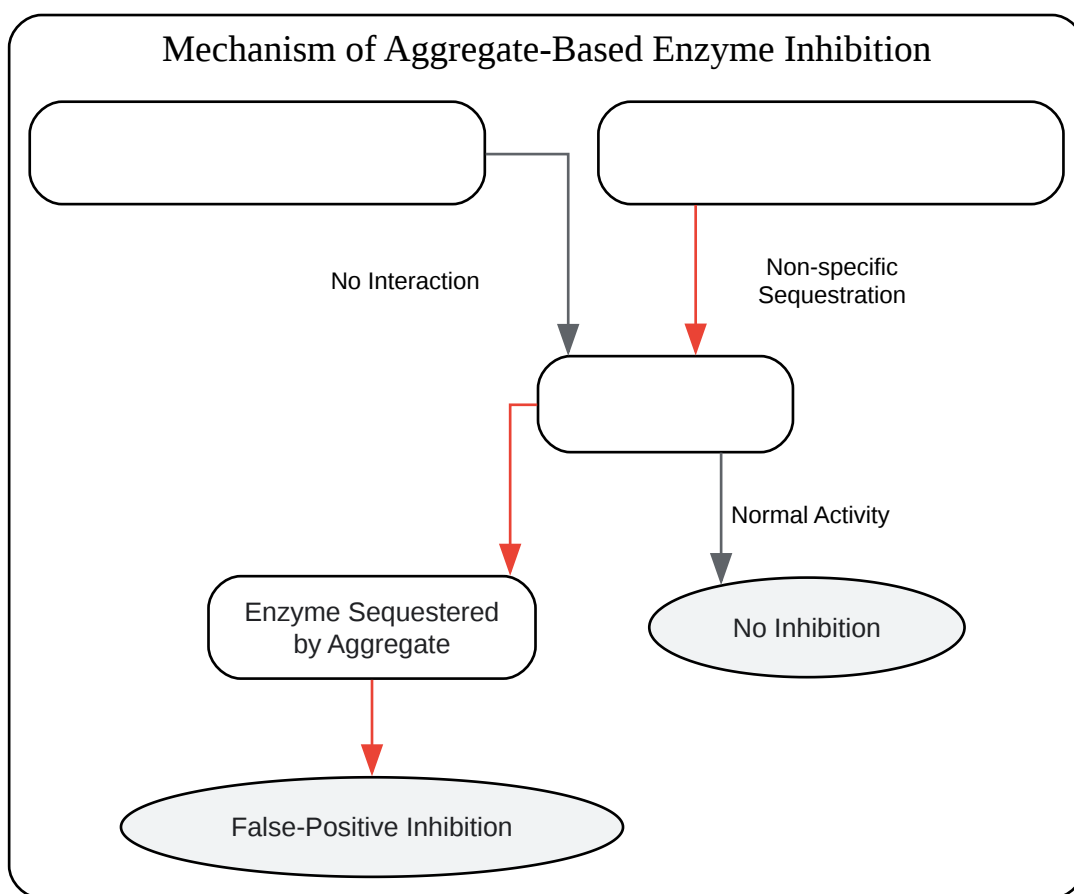 Mechanism of Aggregate-Based Enzyme Inhibition
No Interaction
Non-specific
Sequestration
Normal Activity
Enzyme Sequestered
by Aggregate
No Inhibition
False-Positive Inhibition